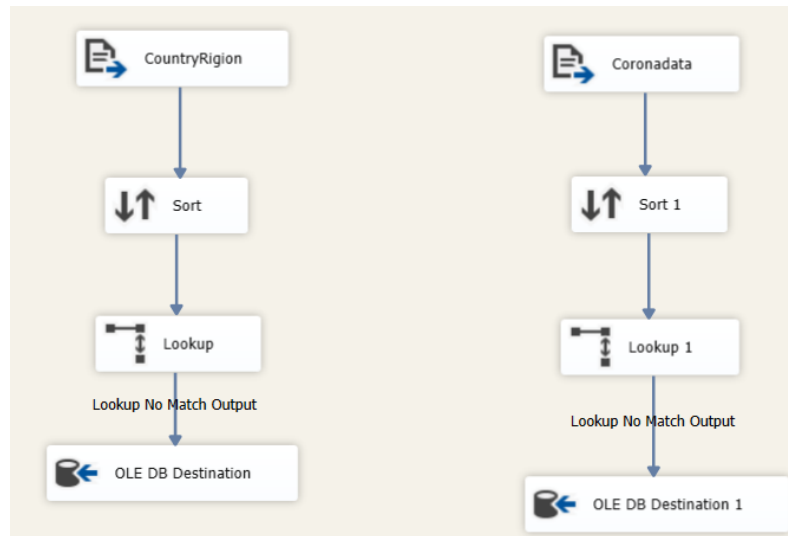 CountryRigion
Sort
Lookup
Lookup No Match Output
OLE DB Destination
Coronadata
Sort 1
Lookup 1
Lookup No Match Output
OLE DB Destination 1